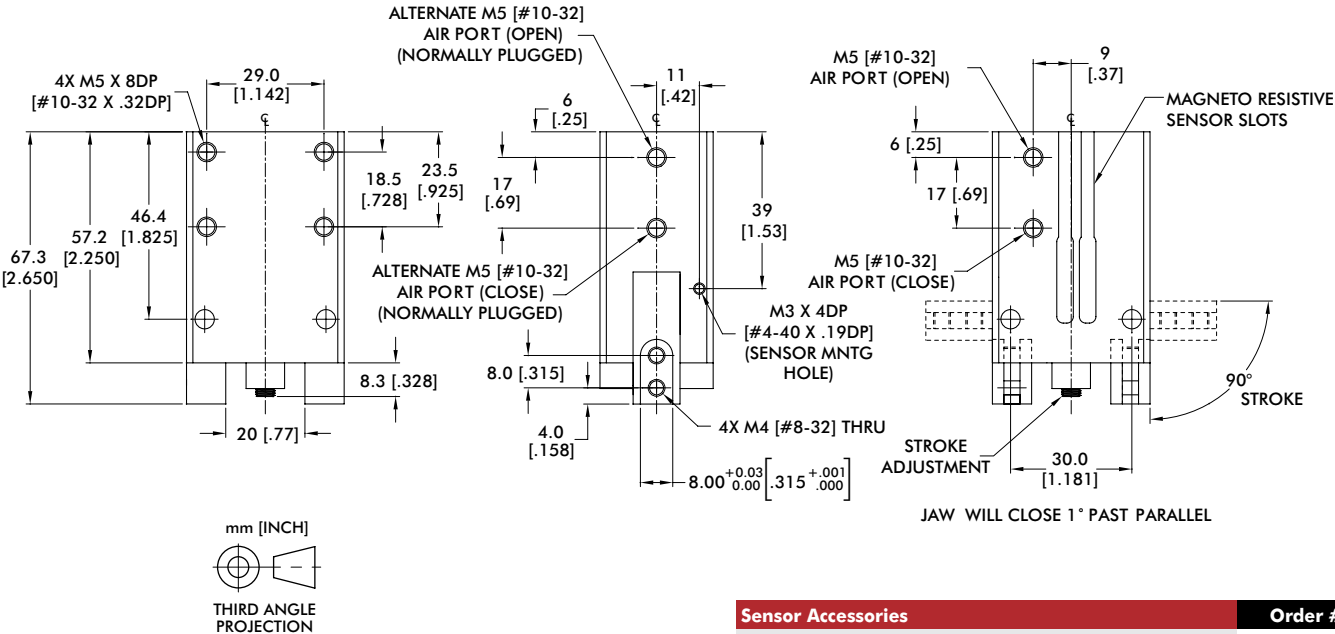 4X M5 X 8DP
[#10-32 X .32DP]
29.0
[1.142]
℄
67.3
[2.650]
57.2
[2.250]
46.4
[1.825]
18.5
[.728]
23.5
[.925]
8.3 [.328]
20 [.77]
ALTERNATE M5 [#10-32]
AIR PORT (OPEN)
(NORMALLY PLUGGED)
11
[.42]
6
[.25]
℄
17
[.69]
39
[1.53]
ALTERNATE M5 [#10-32]
AIR PORT (CLOSE)
(NORMALLY PLUGGED)
M3 X 4DP
[#4-40 X .19DP]
(SENSOR MNTG
HOLE)
8.0 [.315]
4.0
[.158]
4X M4 [#8-32] THRU
8.00 +0.03 0.00 [.315 +.001 .000]
M5 [#10-32]
AIR PORT (OPEN)
9
[.37]
MAGNETO RESISTIVE
SENSOR SLOTS
℄
6 [.25]
17 [.69]
M5 [#10-32]
AIR PORT (CLOSE)
90°
STROKE
STROKE
ADJUSTMENT
30.0
[1.181]
JAW WILL CLOSE 1° PAST PARALLEL
mm [INCH]
THIRD ANGLE
PROJECTION
Sensor Accessories
Order #